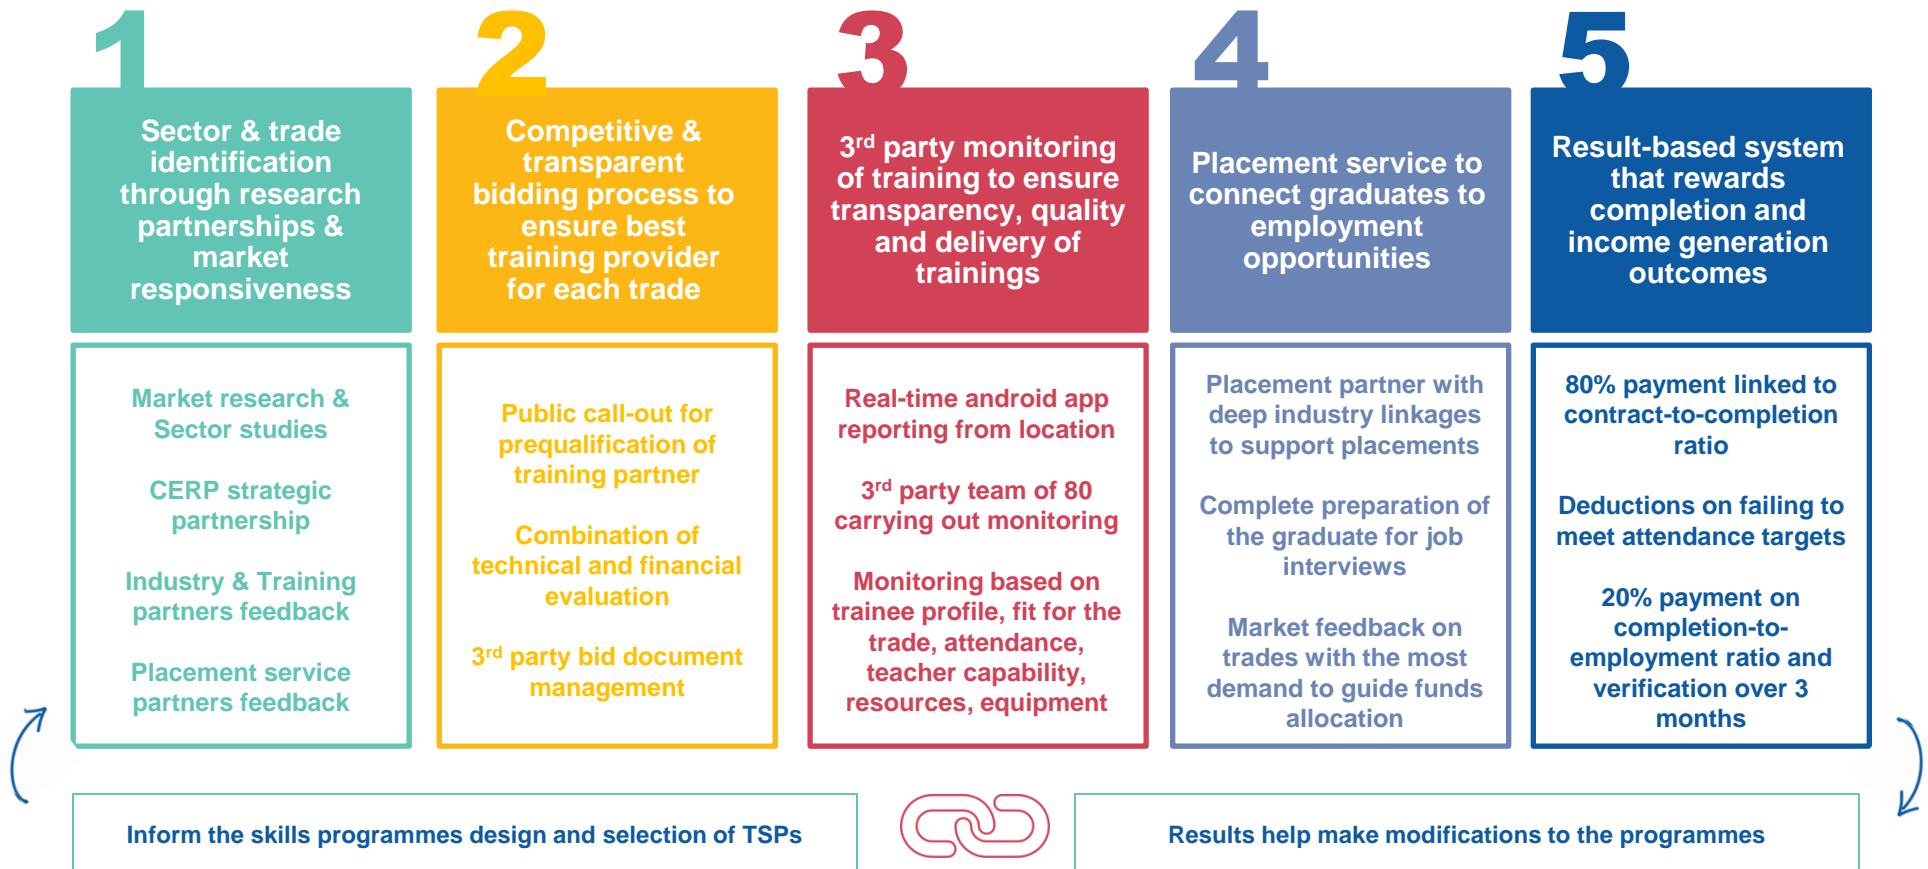 1
Sector & trade
identification
through research
partnerships &
market
responsiveness
Market research &
Sector studies
CERP strategic
partnership
Industry & Training
partners feedback
Placement service
partners feedback
2
Competitive &
transparent
bidding process to
ensure best
training provider
for each trade
Public call-out for
prequalification of
training partner
Combination of
technical and financial
evaluation
3rd party bid document
management
3
3rd party monitoring
of training to ensure
transparency, quality
and delivery of
trainings
Real-time android app
reporting from location
3rd party team of 80
carrying out monitoring
Monitoring based on
trainee profile, fit for the
trade, attendance,
teacher capability,
resources, equipment
4
Placement service to
connect graduates to
employment
opportunities
Placement partner with
deep industry linkages
to support placements
Complete preparation of
the graduate for job
interviews
Market feedback on
trades with the most
demand to guide funds
allocation
5
Result-based system
that rewards
completion and
income generation
outcomes
80% payment linked to
contract-to-completion
ratio
Deductions on failing to
meet attendance targets
20% payment on
completion-to-
employment ratio and
verification over 3
months
Inform the skills programmes design and selection of TSPs
Results help make modifications to the programmes